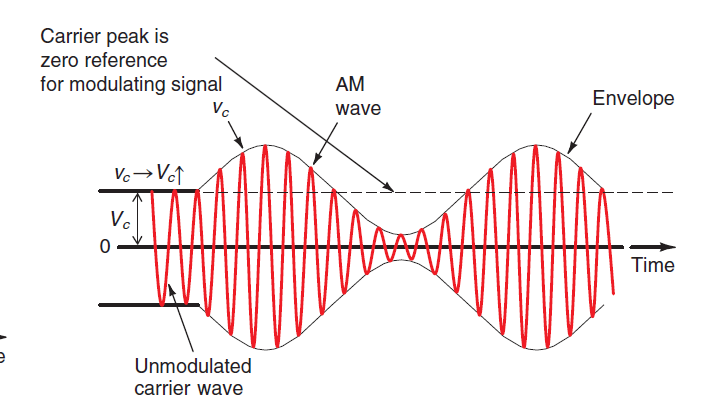 Carrier peak is
zero reference
for modulating signal
vc
AM
wave
Envelope
vc→Vc↑
Vc
0
Time
e
Unmodulated
carrier wave